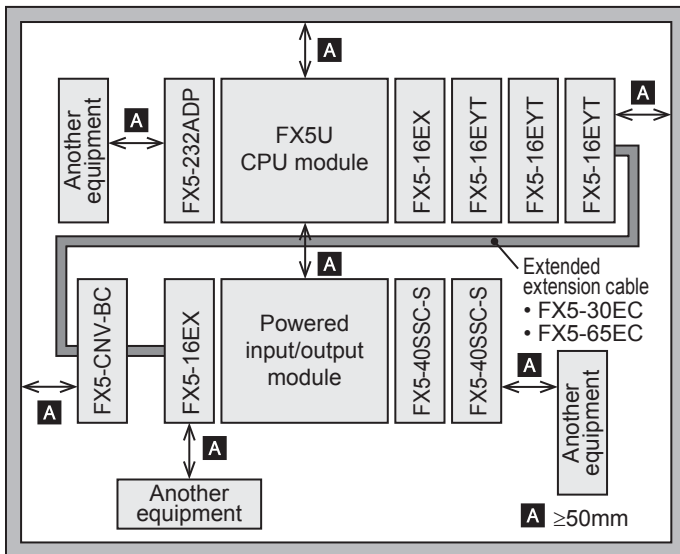 A
Another
equipment
A
FX5-232ADP
FX5U
CPU module
FX5-16EX
FX5-16EYT
FX5-16EYT
FX5-16EYT
A
A
Extended
extension cable
• FX5-30EC
• FX5-65EC
FX5-CNV-BC
FX5-16EX
Powered
input/output
module
FX5-40SSC-S
FX5-40SSC-S
A
A
A
Another
equipment
Another
equipment
A ≥50mm